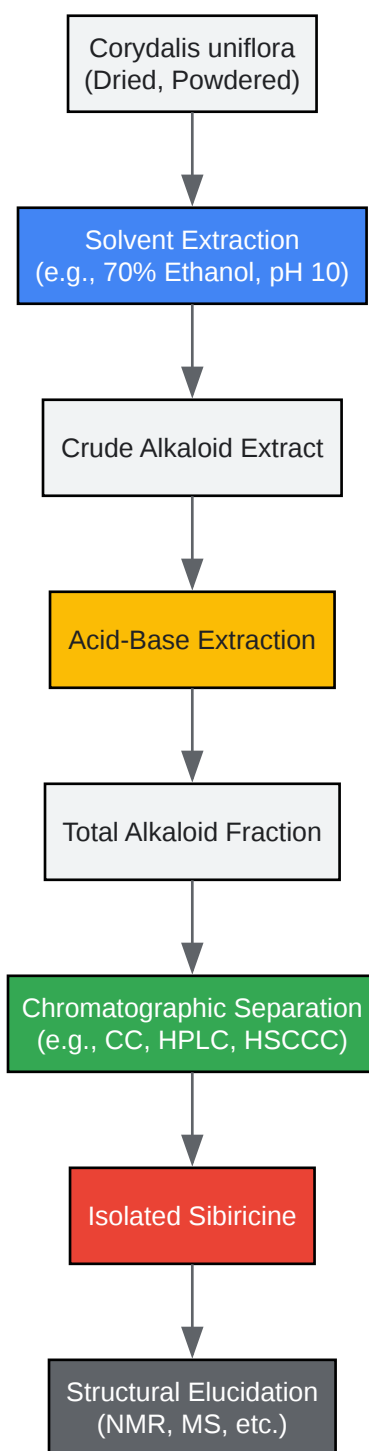 Corydalis uniflora
(Dried, Powdered)
Solvent Extraction
(e.g., 70% Ethanol, pH 10)
Crude Alkaloid Extract
Acid-Base Extraction
Total Alkaloid Fraction
Chromatographic Separation
(e.g., CC, HPLC, HSCCC)
Isolated Sibiricine
Structural Elucidation
(NMR, MS, etc.)